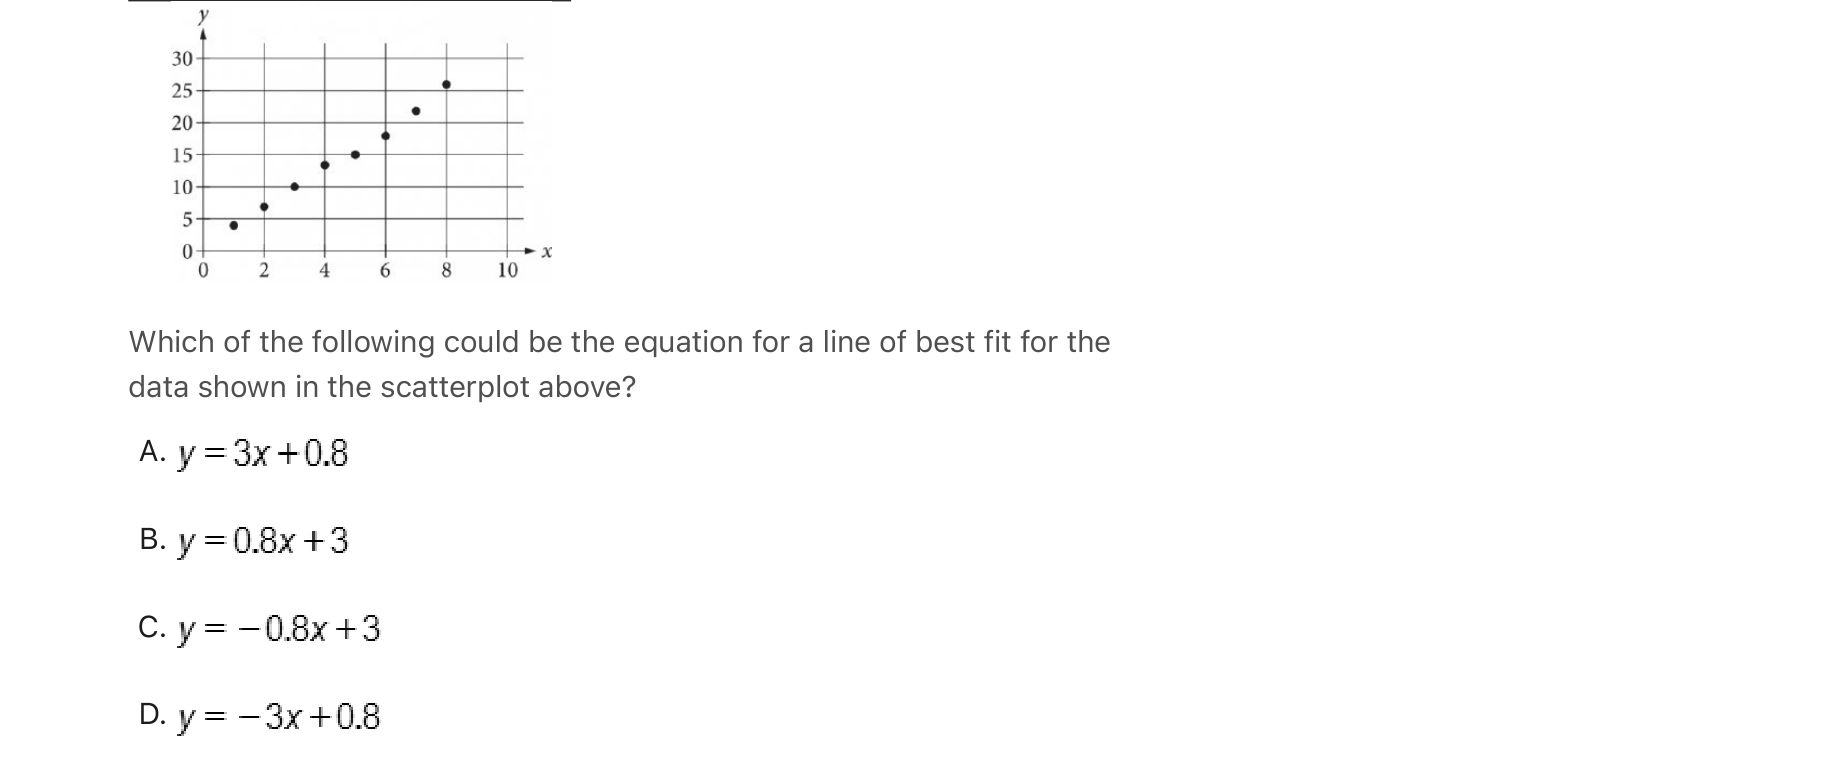 y
30
25
20
15
10
5
0
x
0 2 4 6 8 10
Which of the following could be the equation for a line of best fit for the
data shown in the scatterplot above?
A. y = 3x + 0.8
B. y = 0.8x + 3
C. y = −0.8x + 3
D. y = −3x + 0.8